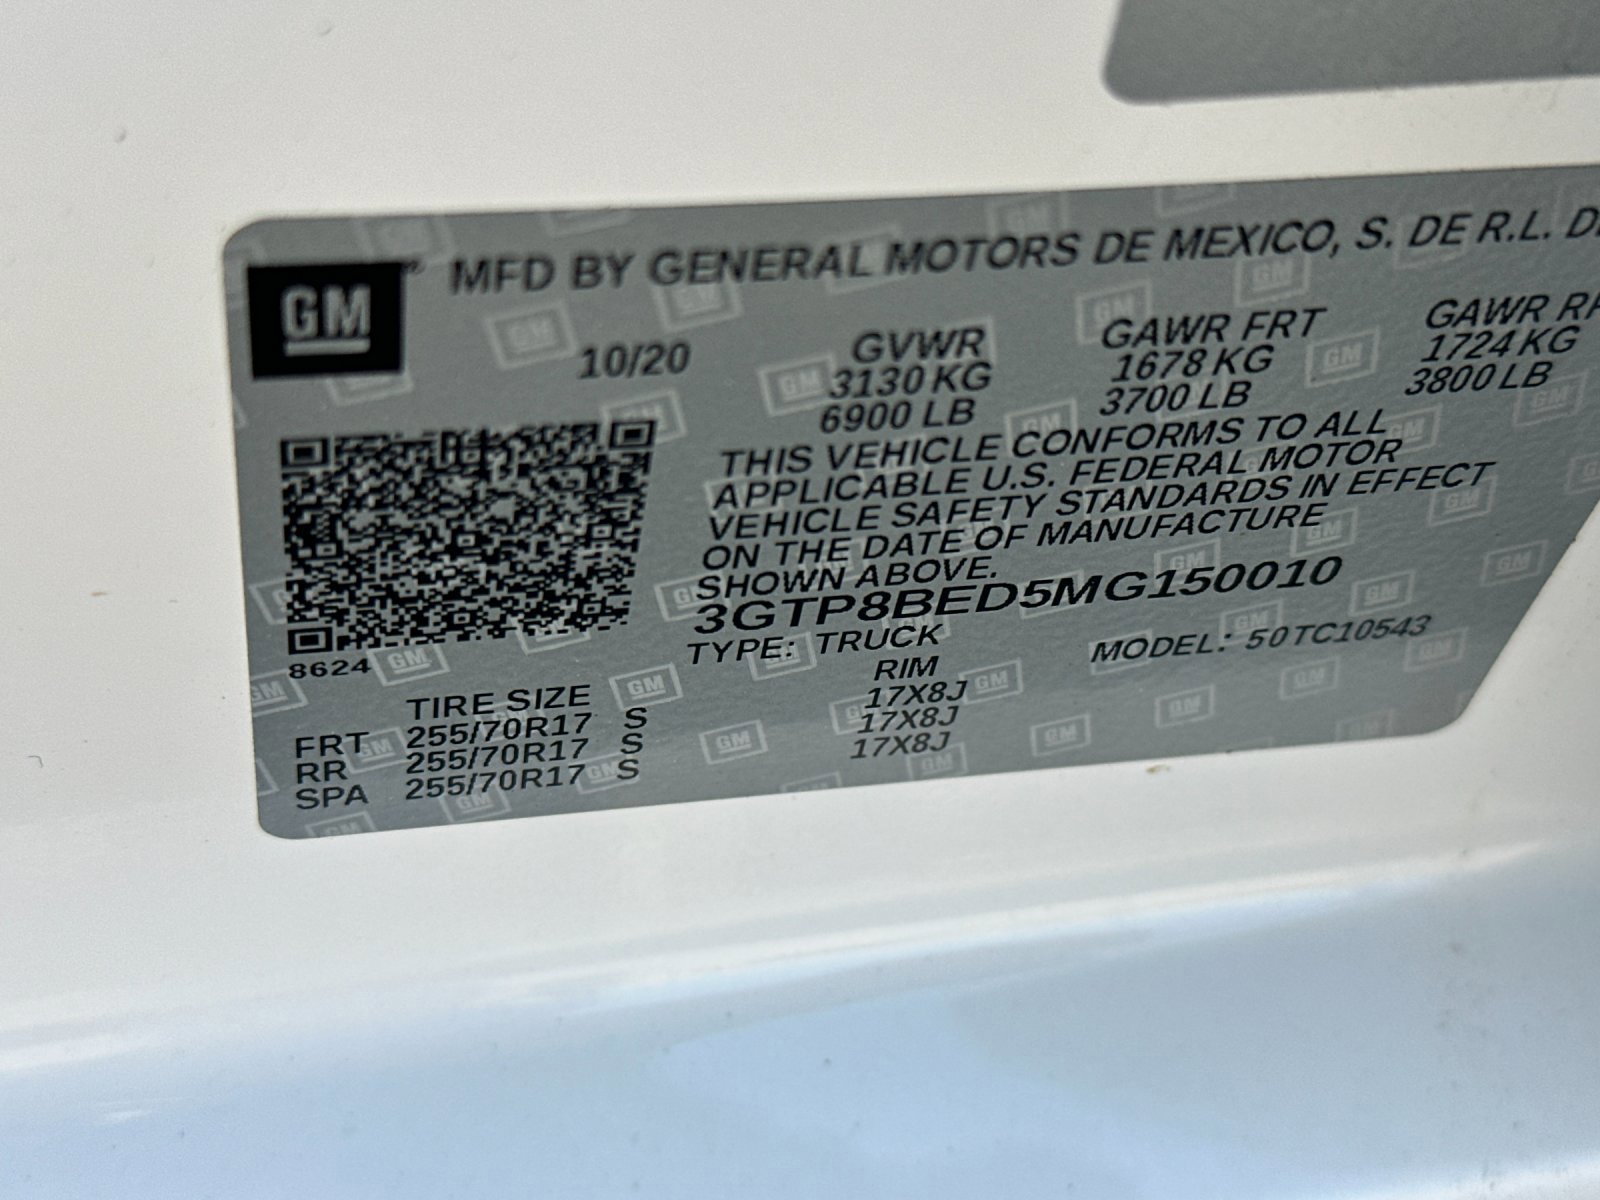 GM MFD BY GENERAL MOTORS DE MEXICO, S. DE R.L.
10/20 GVWR GAWR FRT GAWR
3130 KG 1678 KG 1724 KG
6900 LB 3700 LB 3800 LB
THIS VEHICLE CONFORMS TO ALL
APPLICABLE U.S. FEDERAL MOTOR
VEHICLE SAFETY STANDARDS IN EFFECT
ON THE DATE OF MANUFACTURE
SHOWN ABOVE.
3GTP8BED5MG150010
8624 TYPE: TRUCK MODEL: 50TC10543
TIRE SIZE RIM
FRT 255/70R17 S 17X8J
RR 255/70R17 S 17X8J
SPA 255/70R17 S 17X8J